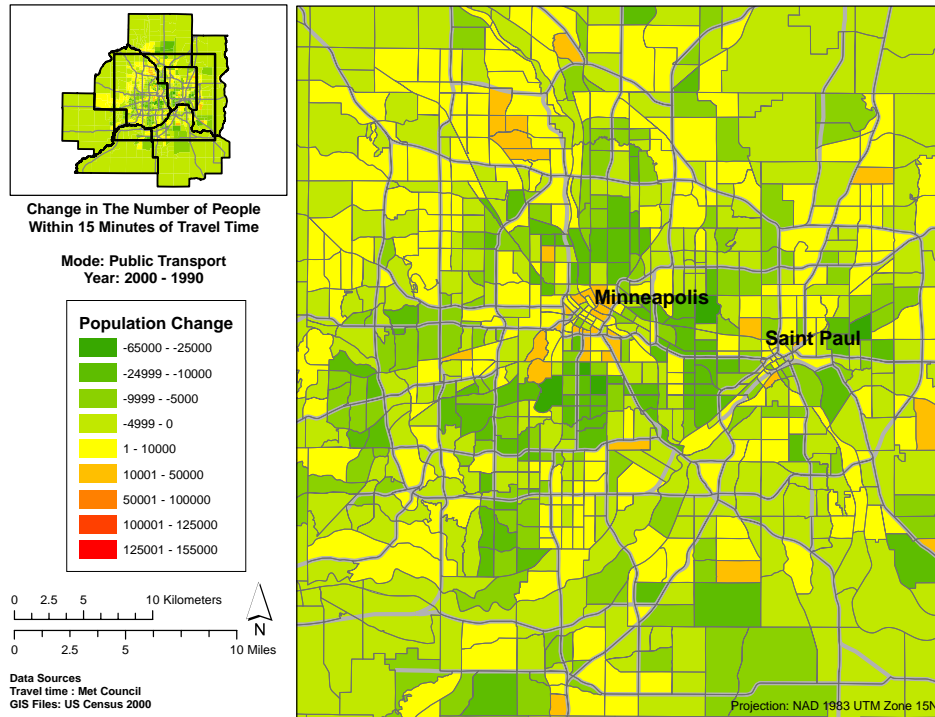 Change in The Number of People
Within 15 Minutes of Travel Time
Mode: Public Transport
Year: 2000 - 1990
Population Change
-65000 - -25000
-24999 - -10000
-9999 - -5000
-4999 - 0
1 - 10000
10001 - 50000
50001 - 100000
100001 - 125000
125001 - 155000
0 2.5 5 10 Kilometers
0 2.5 5 10 Miles
N
Data Sources
Travel time : Met Council
GIS Files: US Census 2000
Minneapolis
Saint Paul
Projection: NAD 1983 UTM Zone 15N